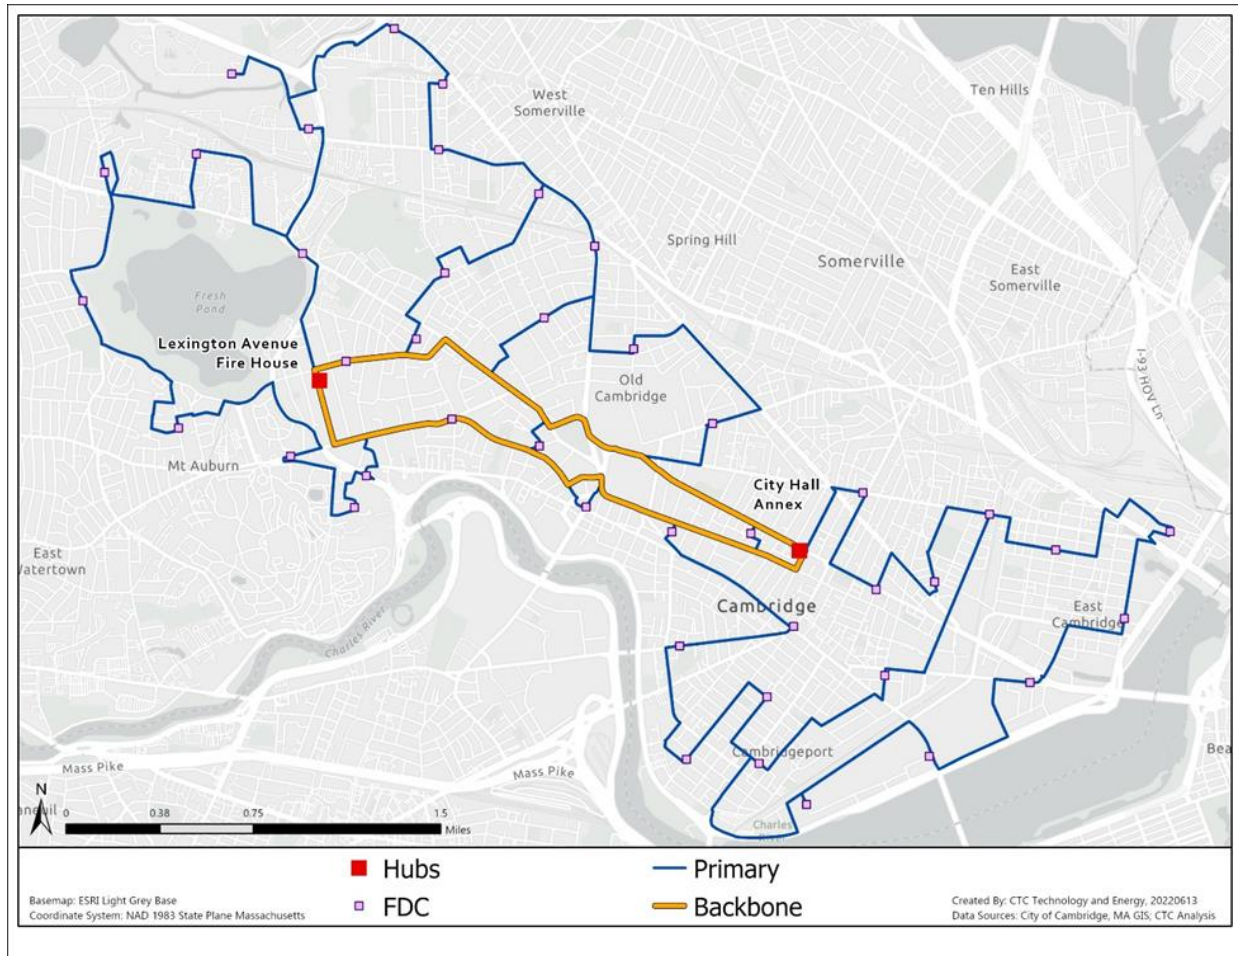 West
Somerville
Ten Hills
Spring Hill
Somerville
East
Somerville
I-93 HOV Ln
Fresh
Pond
Lexington Avenue
Fire House
Old
Cambridge
Mt Auburn
City Hall
Annex
East
Watertown
Charles River
Cambridge
East
Cambridge
Cambridgeport
Mass Pike
Mass Pike
Charles
River
N
0 0.38 0.75 1.5
Miles
Hubs
Primary
FDC
Backbone
Basemap: ESRI Light Grey Base
Coordinate System: NAD 1983 State Plane Massachusetts
Created By: CTC Technology and Energy, 20220613
Data Sources: City of Cambridge, MA GIS; CTC Analysis